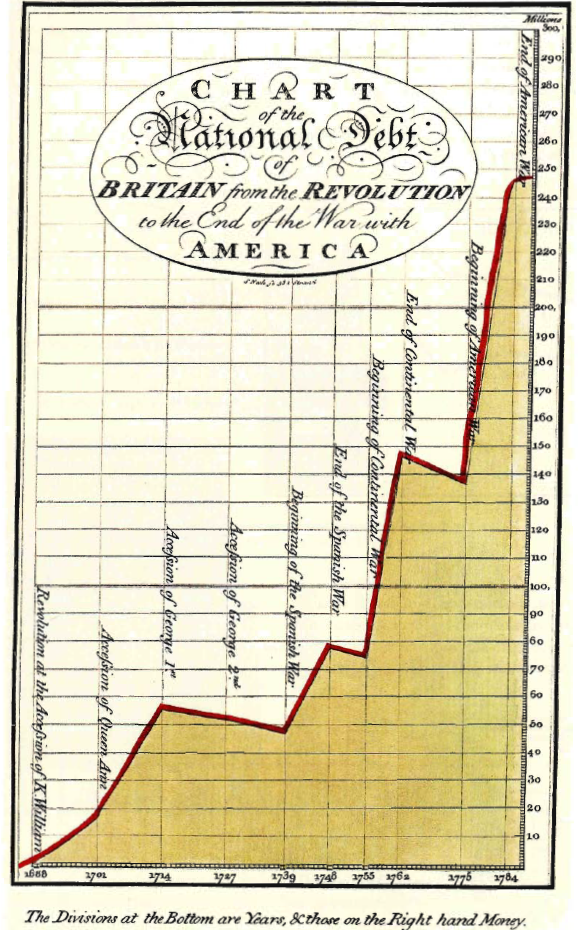 Millions
CHART
of the
National Debt
of
BRITAIN from the REVOLUTION
to the End of the War with
AMERICA
End of American War
Beginning of American War
End of Continental War
Beginning of Continental War
End of the Spanish War
Beginning of the Spanish War
Accession of George 2nd
Accession of George 1st
Accession of Queen Ann
Revolution at the Accession of K William
300,
290
280
270
260
250
240
230
220
210
200,
190
180
170
160
150
140
130
120
110
100,
90
80
70
60
50
40
30
20
10
1688 1701 1714 1727 1739 1748 1755 1762 1775 1784
The Divisions at the Bottom are Years, & those on the Right hand Money.